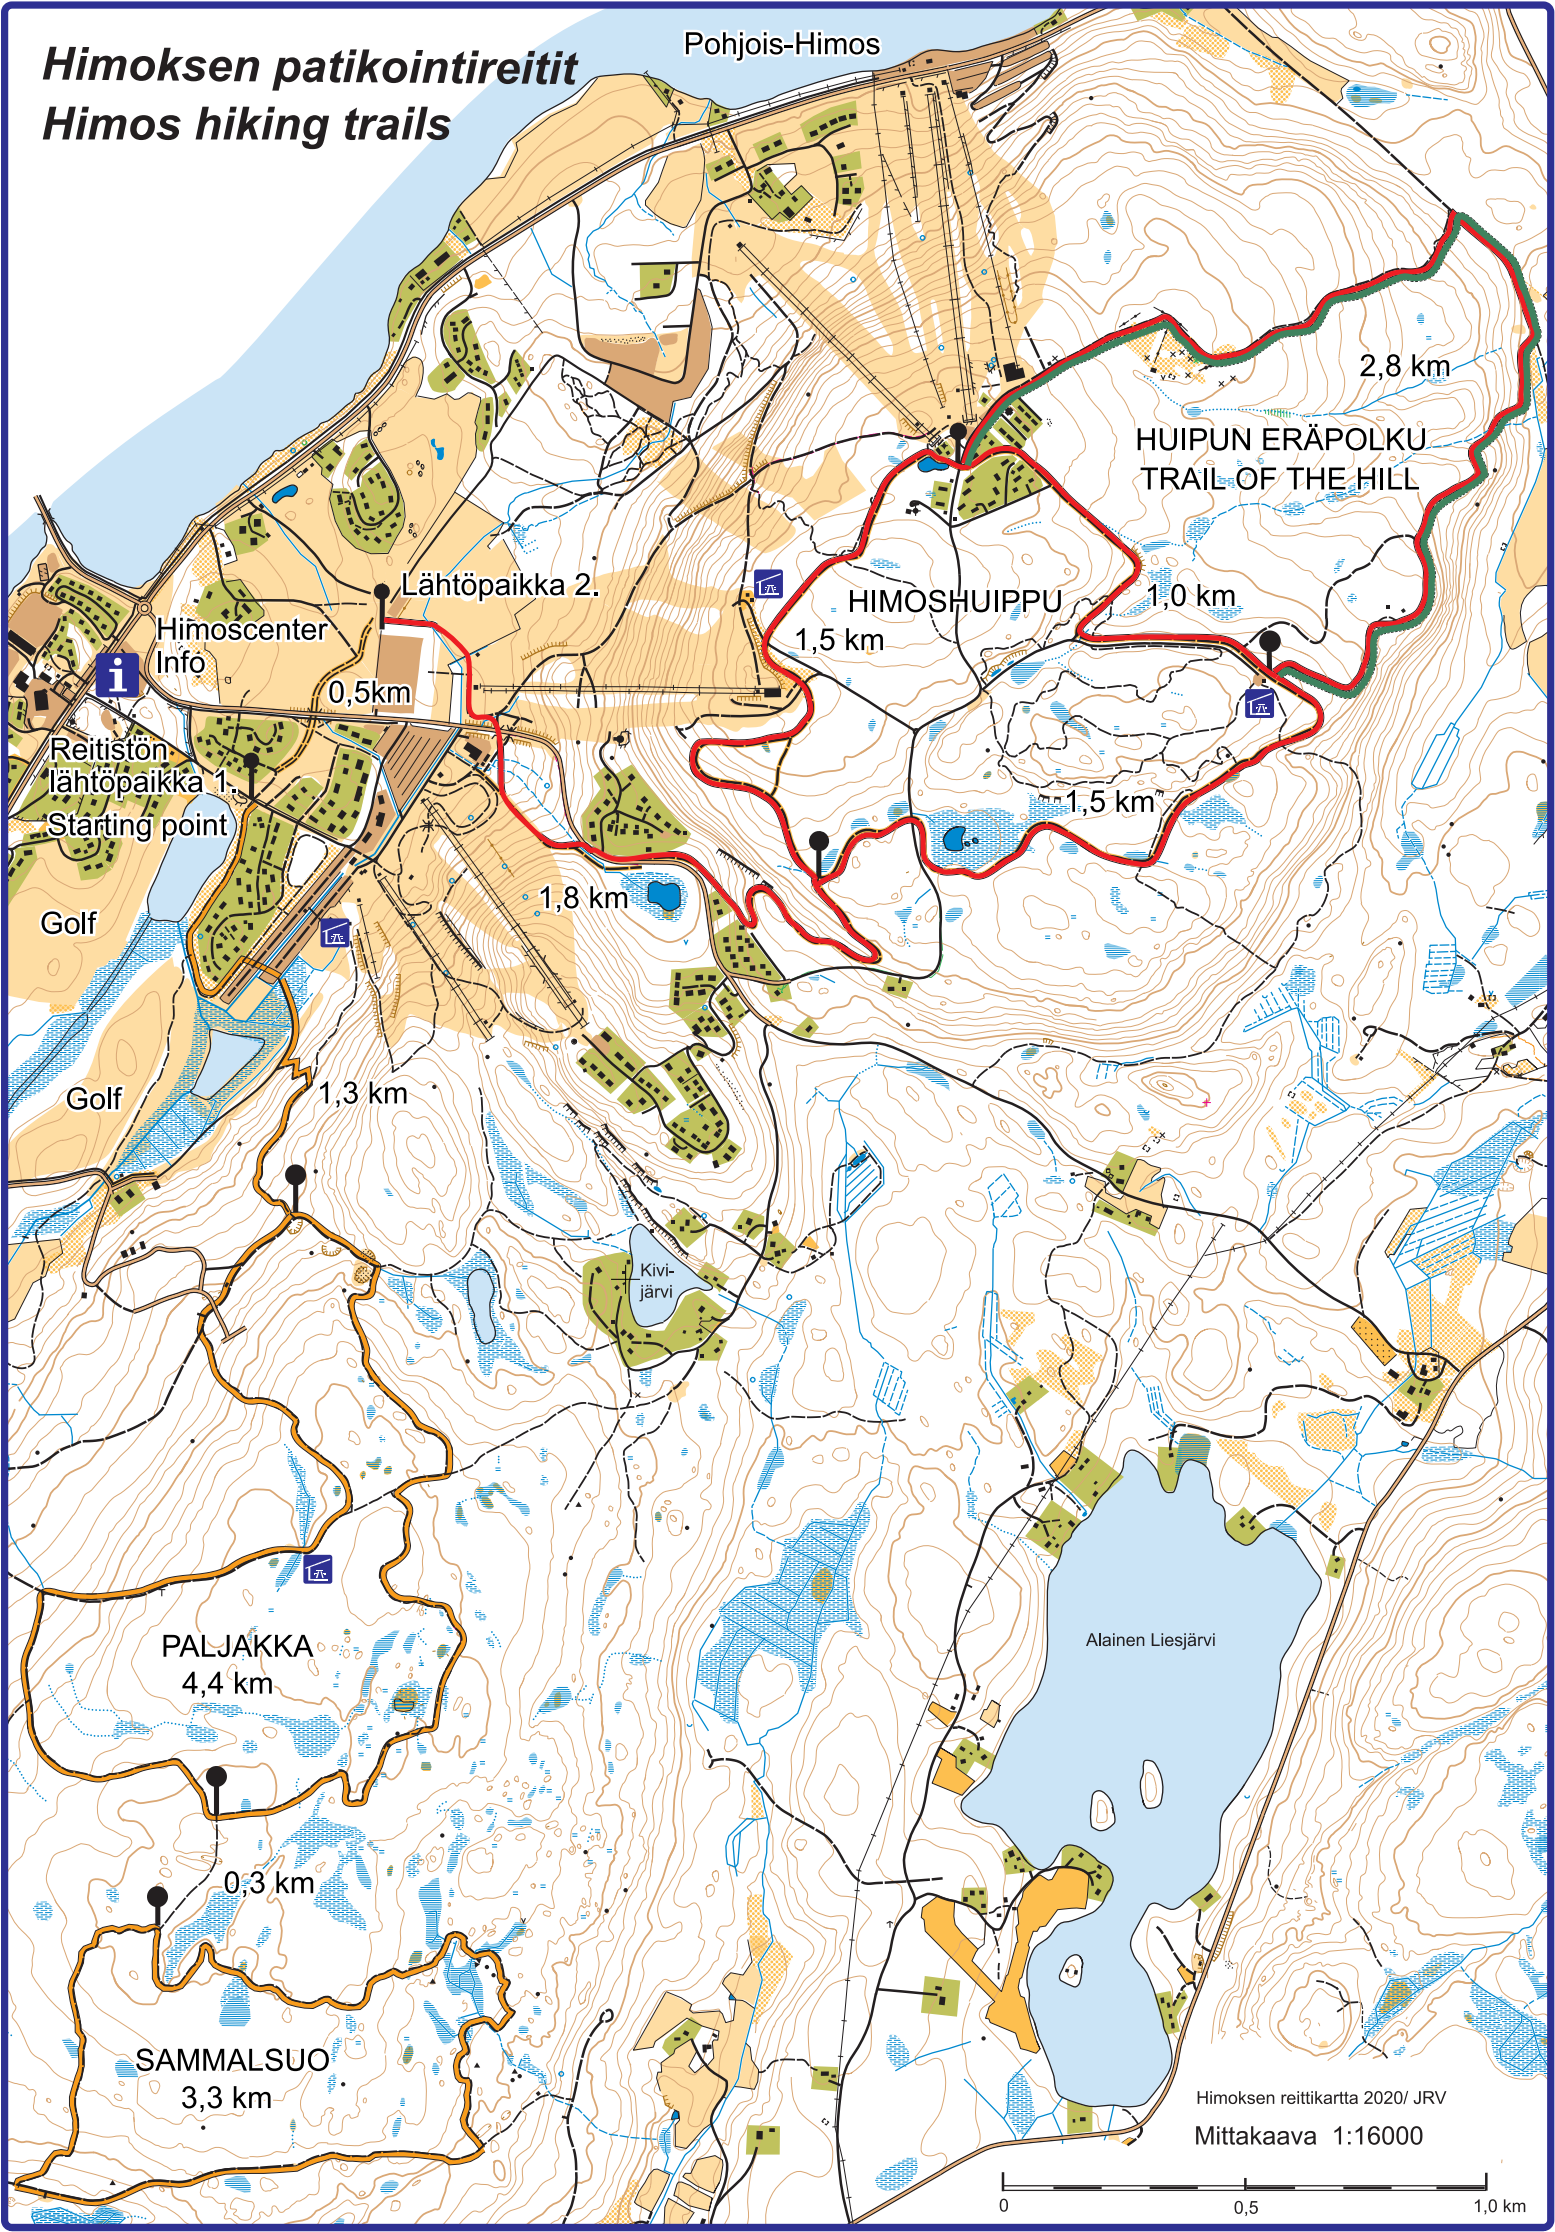 Himoksen patikointireitit
Himos hiking trails
Pohjois-Himos
2,8 km
HUIPUN ERÄPOLKU
TRAIL OF THE HILL
Lähtöpaikka 2.
HIMOSHUIPPU
1,0 km
1,5 km
Himoscenter
Info
i
0,5km
Reitistön
lähtöpaikka 1.
Starting point
1,5 km
1,8 km
Golf
Golf
1,3 km
Kivi-
järvi
Alainen Liesjärvi
PALJAKKA
4,4 km
0,3 km
SAMMALSUO
3,3 km
Himoksen reittikartta 2020/ JRV
Mittakaava 1:16000
0
0,5
1,0 km